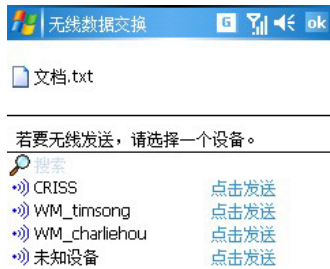 无线数据交换 G ok
文档.txt
若要无线发送，请选择一个设备。
搜索
CRISS 点击发送
WM_timsong 点击发送
WM_charliehou 点击发送
未知设备 点击发送